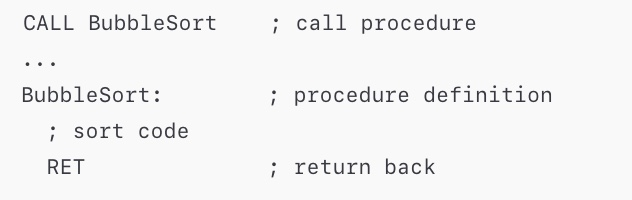 CALL BubbleSort    ; call procedure
...
BubbleSort:        ; procedure definition
  ; sort code
  RET              ; return back